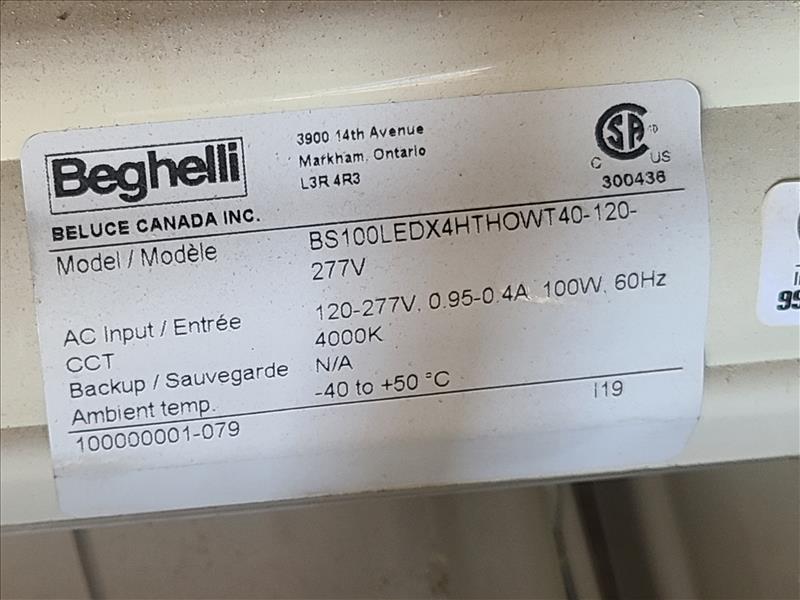 Beghelli
BELUCE CANADA INC.
3900 14th Avenue
Markham, Ontario
L3R 4R3
C US
300436
Model / Modèle BS100LEDX4HTHOWT40-120-
277V
AC Input / Entrée 120-277V, 0.95-0.4A, 100W, 60Hz
CCT 4000K
Backup / Sauvegarde N/A
Ambient temp. -40 to +50 °C
100000001-079 I19